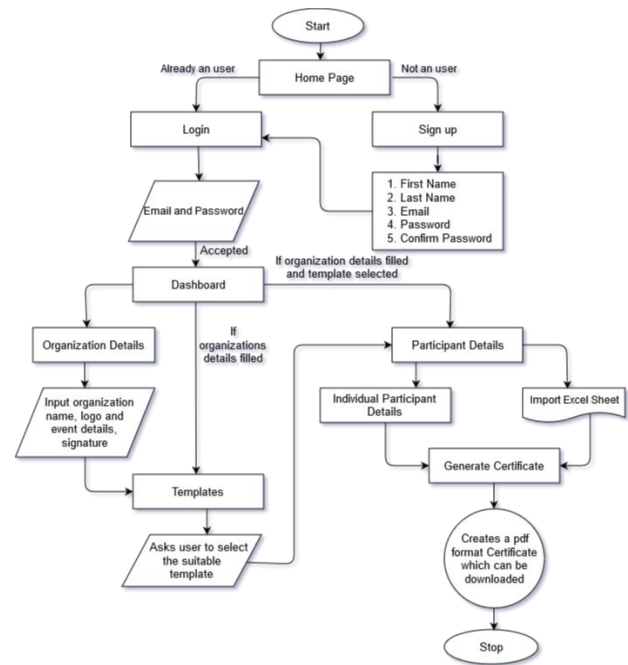 Start
Already an user
Home Page
Not an user
Login
Sign up
1. First Name
2. Last Name
3. Email
4. Password
5. Confirm Password
Email and Password
Accepted
If organization details filled
and template selected
Dashboard
If
organizations
details filled
Organization Details
Participant Details
Input organization
name, logo and
event details,
signature
Individual Participant
Details
Import Excel Sheet
Templates
Generate Certificate
Asks user to select
the suitable
template
Creates a pdf
format Certificate
which can be
downloaded
Stop